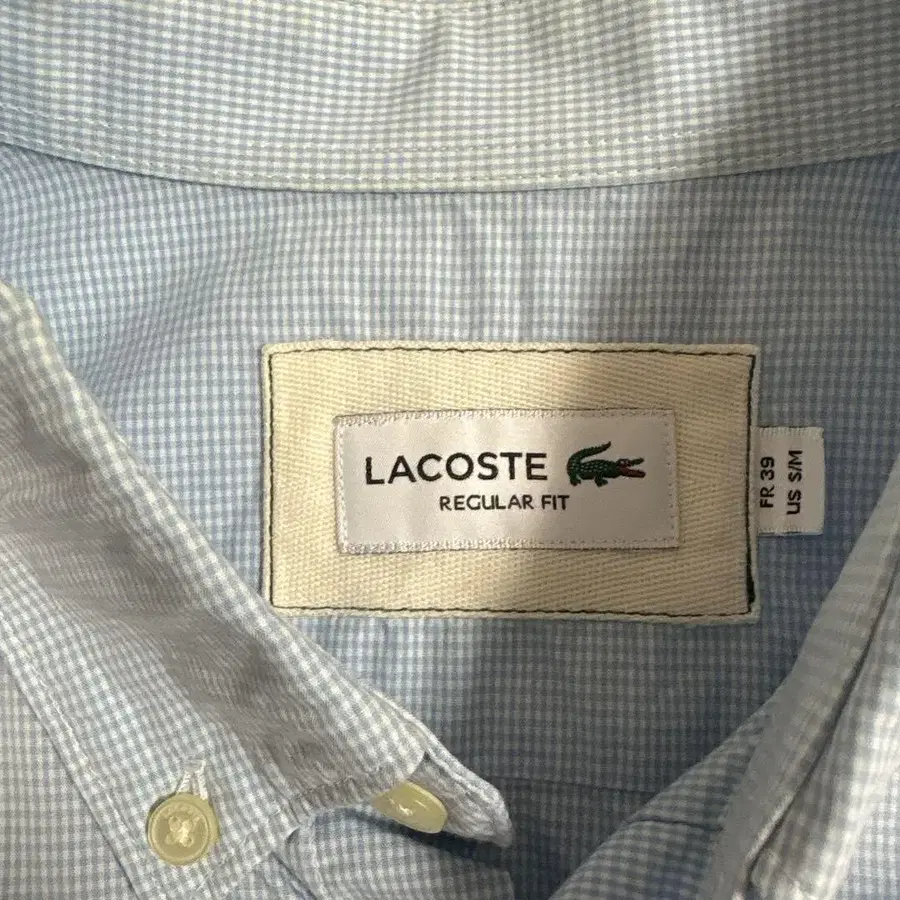 LACOSTE
REGULAR FIT
FR 39
US S/M